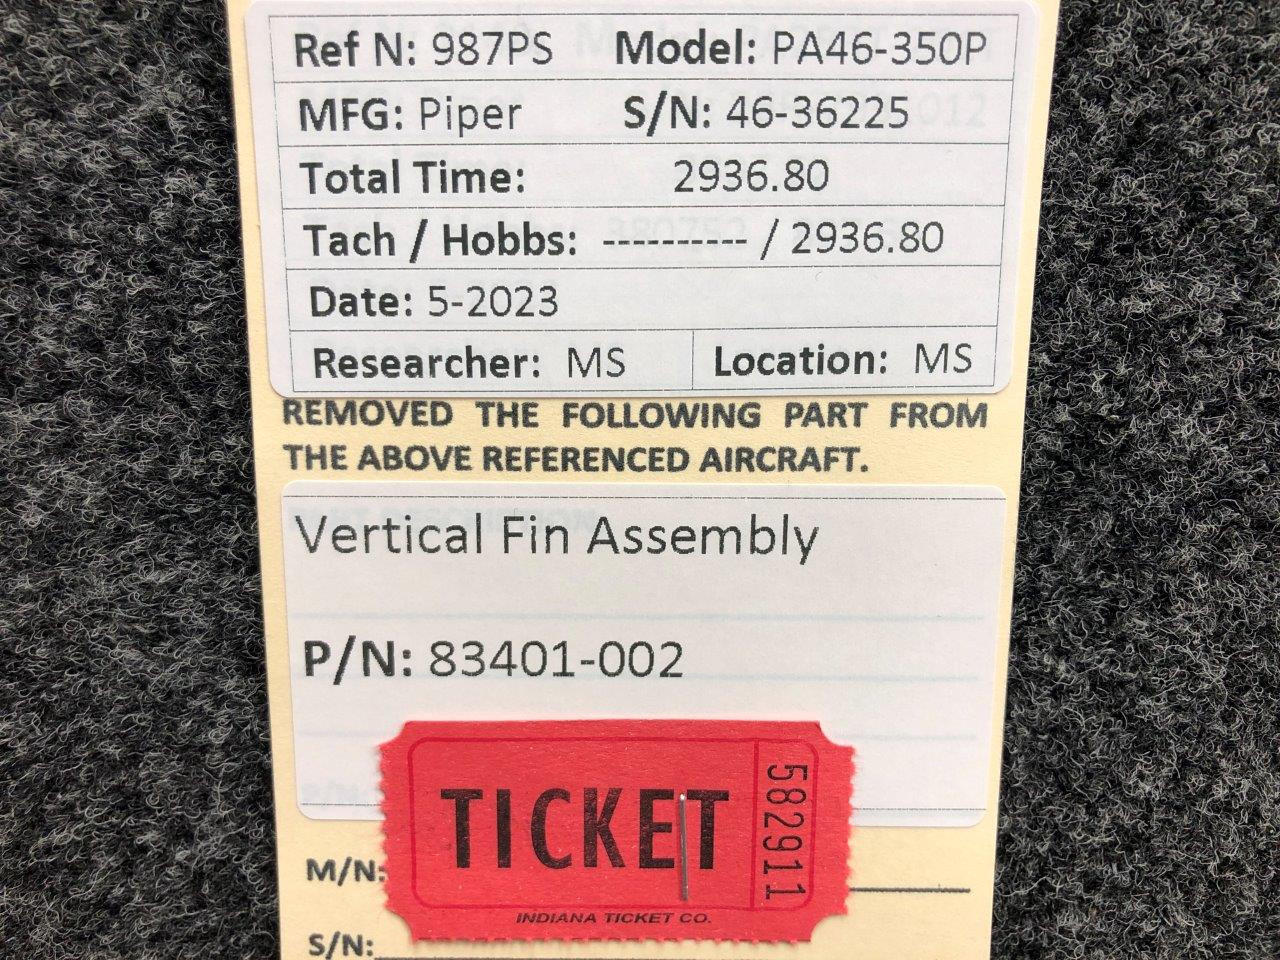 Ref N: 987PS Model: PA46-350P
MFG: Piper S/N: 46-36225
Total Time: 2936.80
Tach / Hobbs: ---------- / 2936.80
Date: 5-2023
Researcher: MS Location: MS
REMOVED THE FOLLOWING PART FROM
THE ABOVE REFERENCED AIRCRAFT.
Vertical Fin Assembly
P/N: 83401-002
TICKET
582911
INDIANA TICKET CO.
M/N:
S/N: